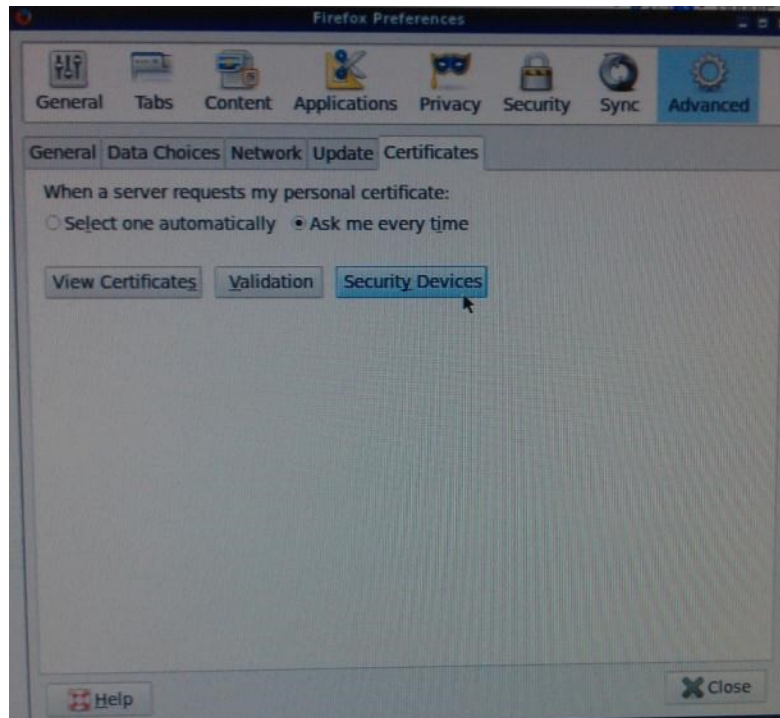 Firefox Preferences
General Tabs Content Applications Privacy Security Sync Advanced
General Data Choices Network Update Certificates
When a server requests my personal certificate:
Select one automatically Ask me every time
View Certificates Validation Security Devices
Help Close